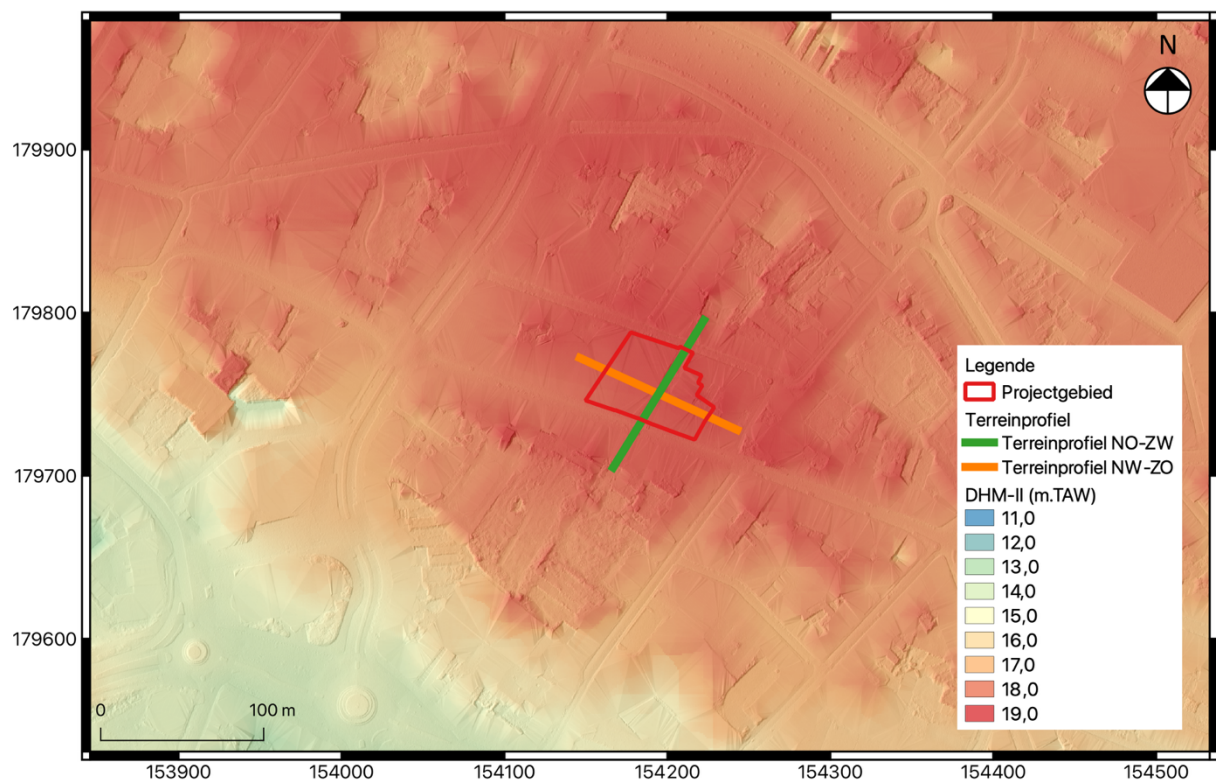 N
179900
179800
179700
179600
0 100 m
153900 154000 154100 154200 154300 154400 154500
Legende
Projectgebied
Terreinprofiel
Terreinprofiel NO-ZW
Terreinprofiel NW-ZO
DHM-II (m.TAW)
11,0
12,0
13,0
14,0
15,0
16,0
17,0
18,0
19,0